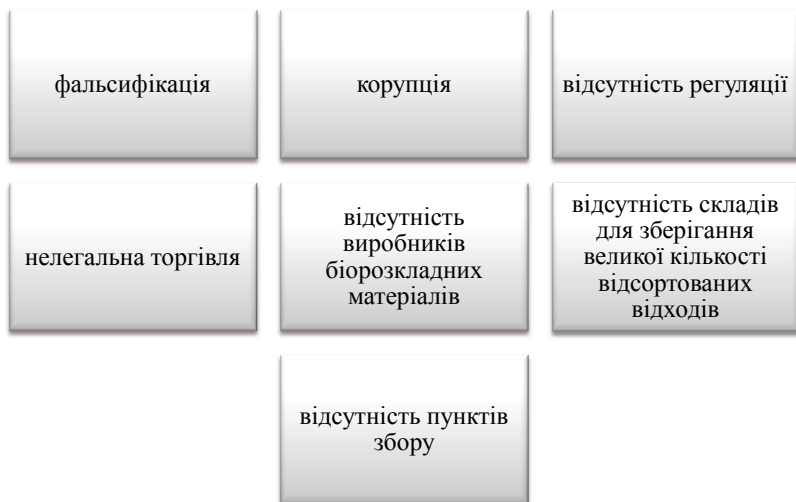 фальсифікація
корупція
відсутність регуляції
нелегальна торгівля
відсутність
виробників
біорозкладних
матеріалів
відсутність складів
для зберігання
великої кількості
відсортованих
відходів
відсутність пунктів
збору